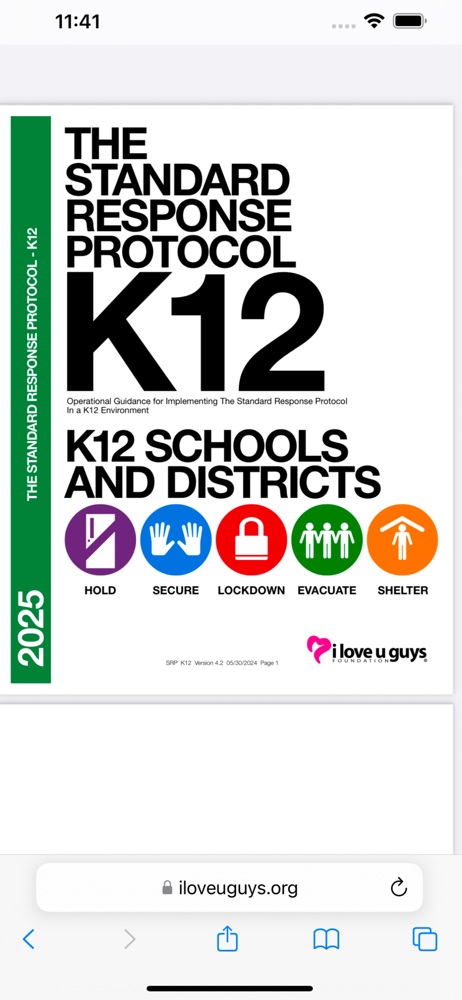 11:41
THE STANDARD RESPONSE PROTOCOL - K12
2025
THE
STANDARD
RESPONSE
PROTOCOL
K12
Operational Guidance for Implementing The Standard Response Protocol
In a K12 Environment
K12 SCHOOLS
AND DISTRICTS
HOLD SECURE LOCKDOWN EVACUATE SHELTER
SRP K12 Version 4.2 05/30/2024 Page 1
i love u guys®
FOUNDATION
iloveuguys.org